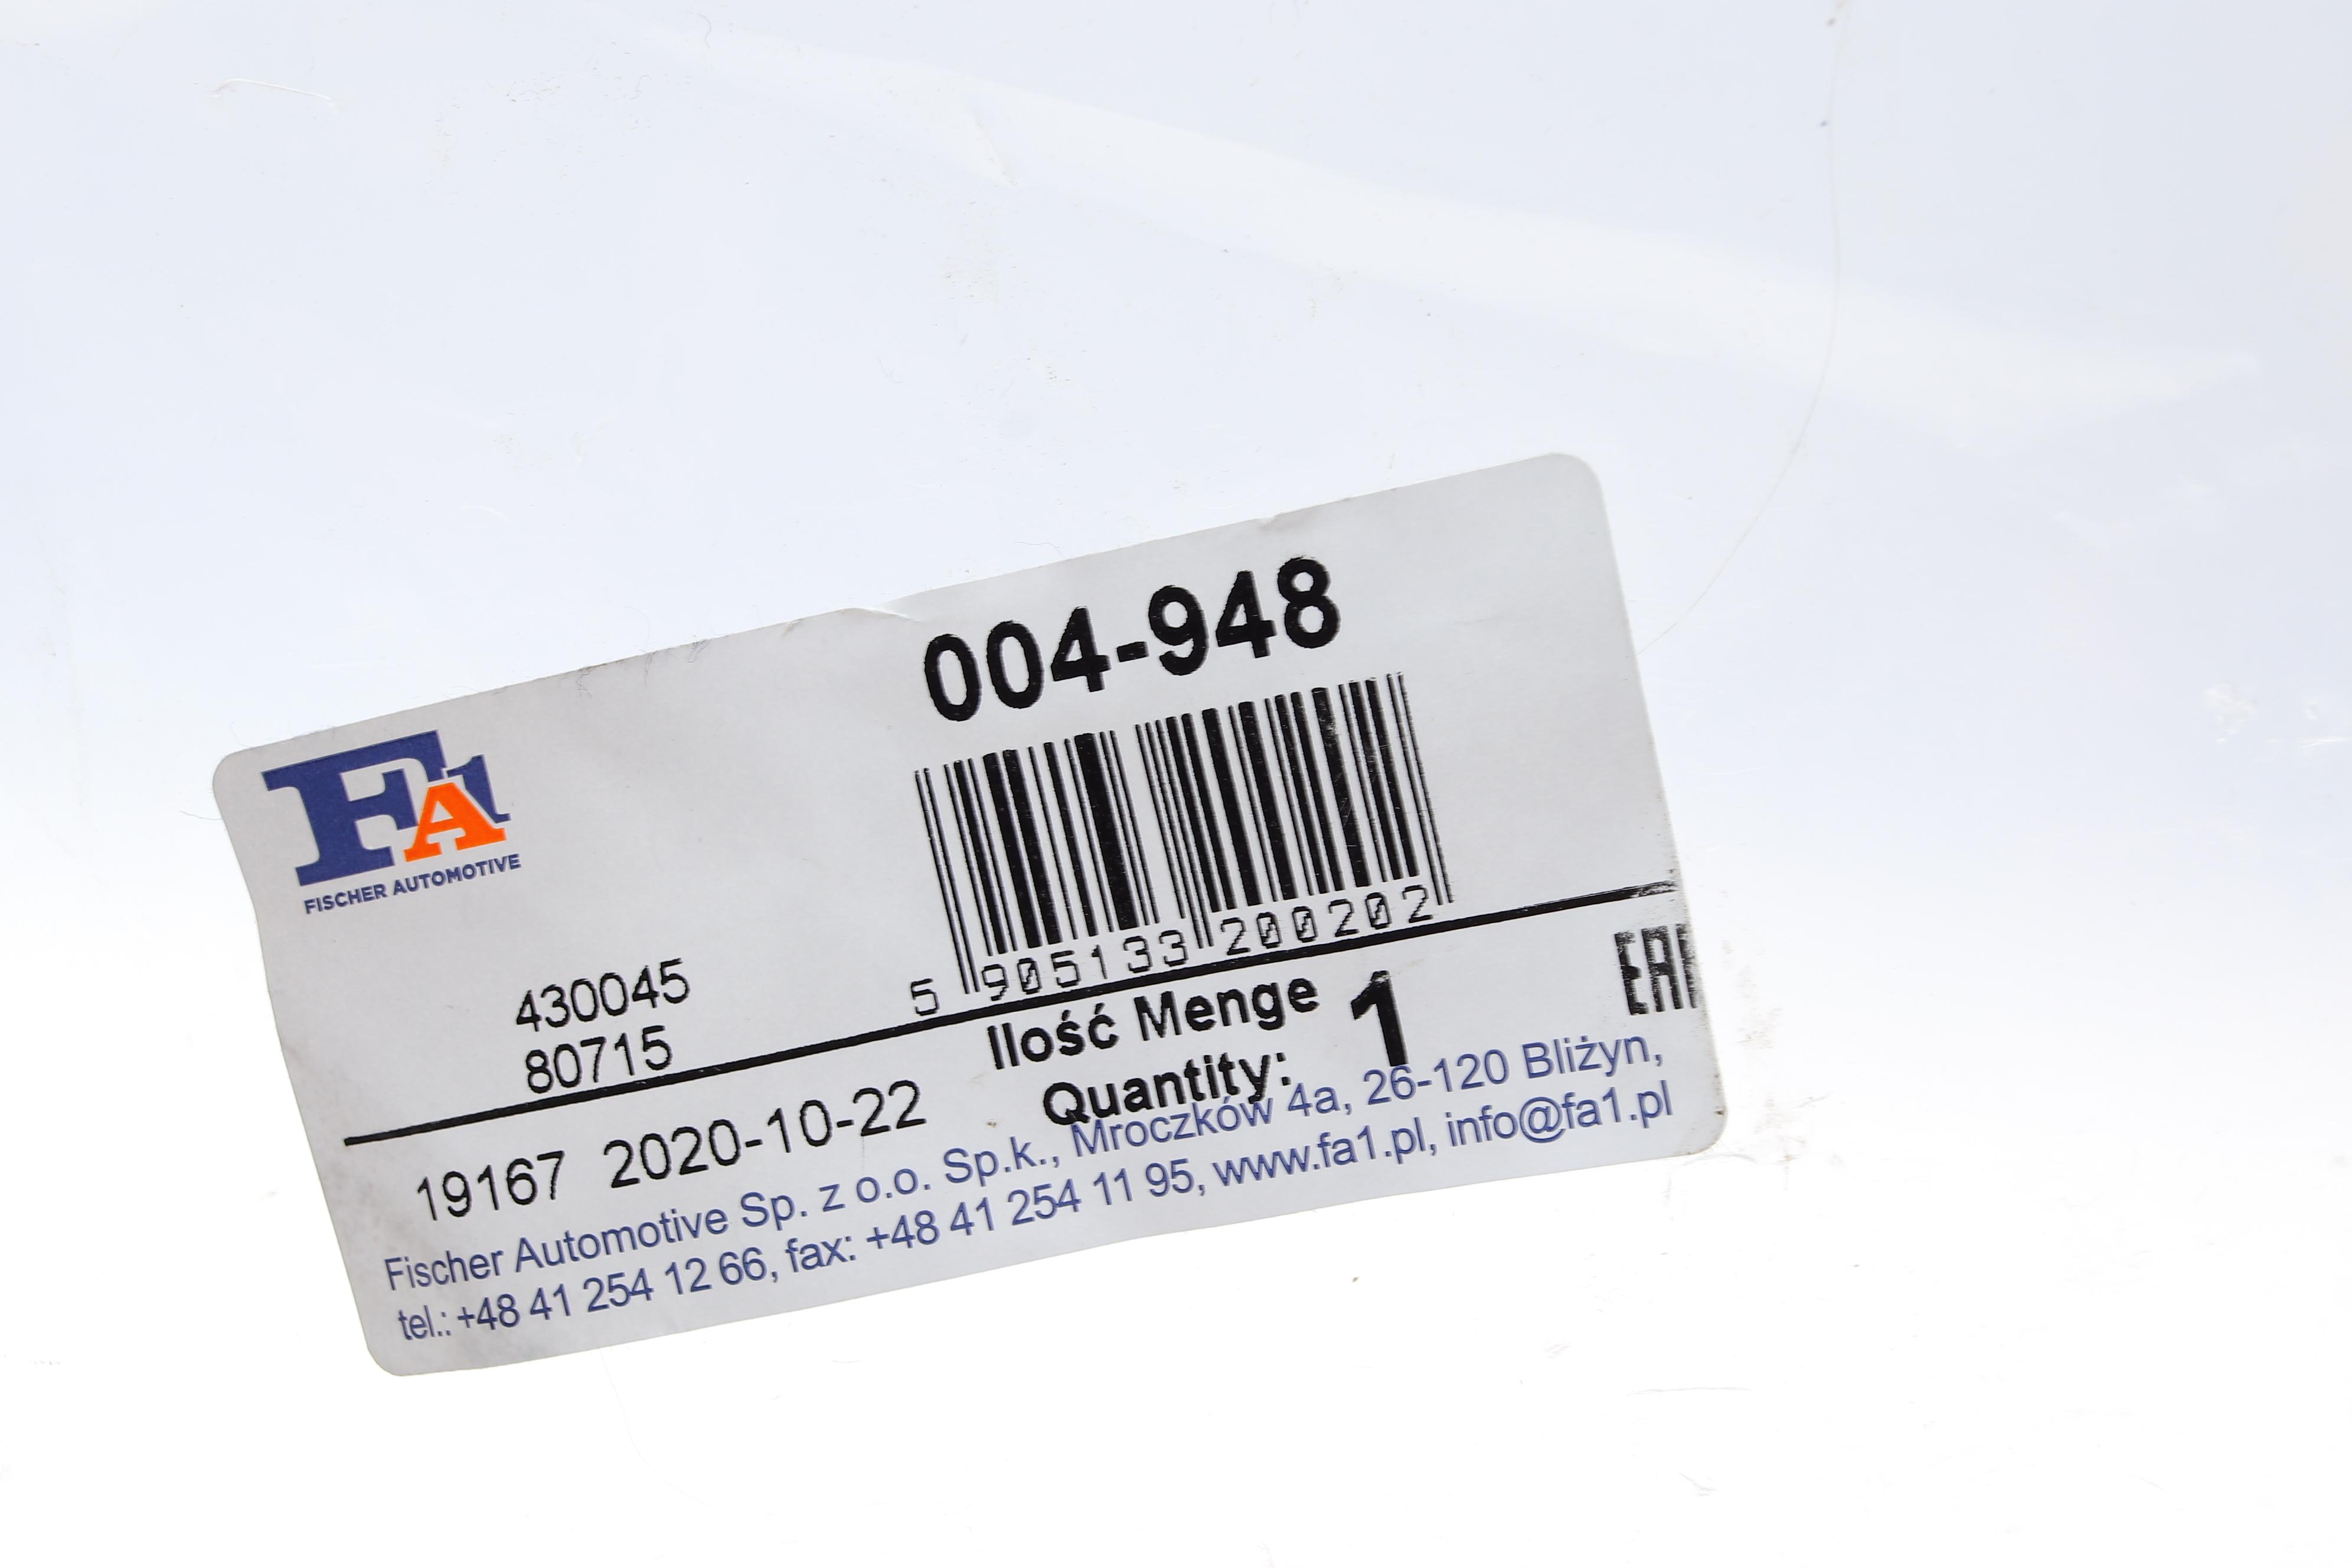 004-948
FA1
FISCHER AUTOMOTIVE
5 905133 200202
430045
80715
Ilość Menge
Quantity: 1
EAC
19167 2020-10-22
Fischer Automotive Sp. z o.o. Sp.k., Mroczków 4a, 26-120 Bliżyn,
tel.: +48 41 254 12 66, fax: +48 41 254 11 95, www.fa1.pl, info@fa1.pl